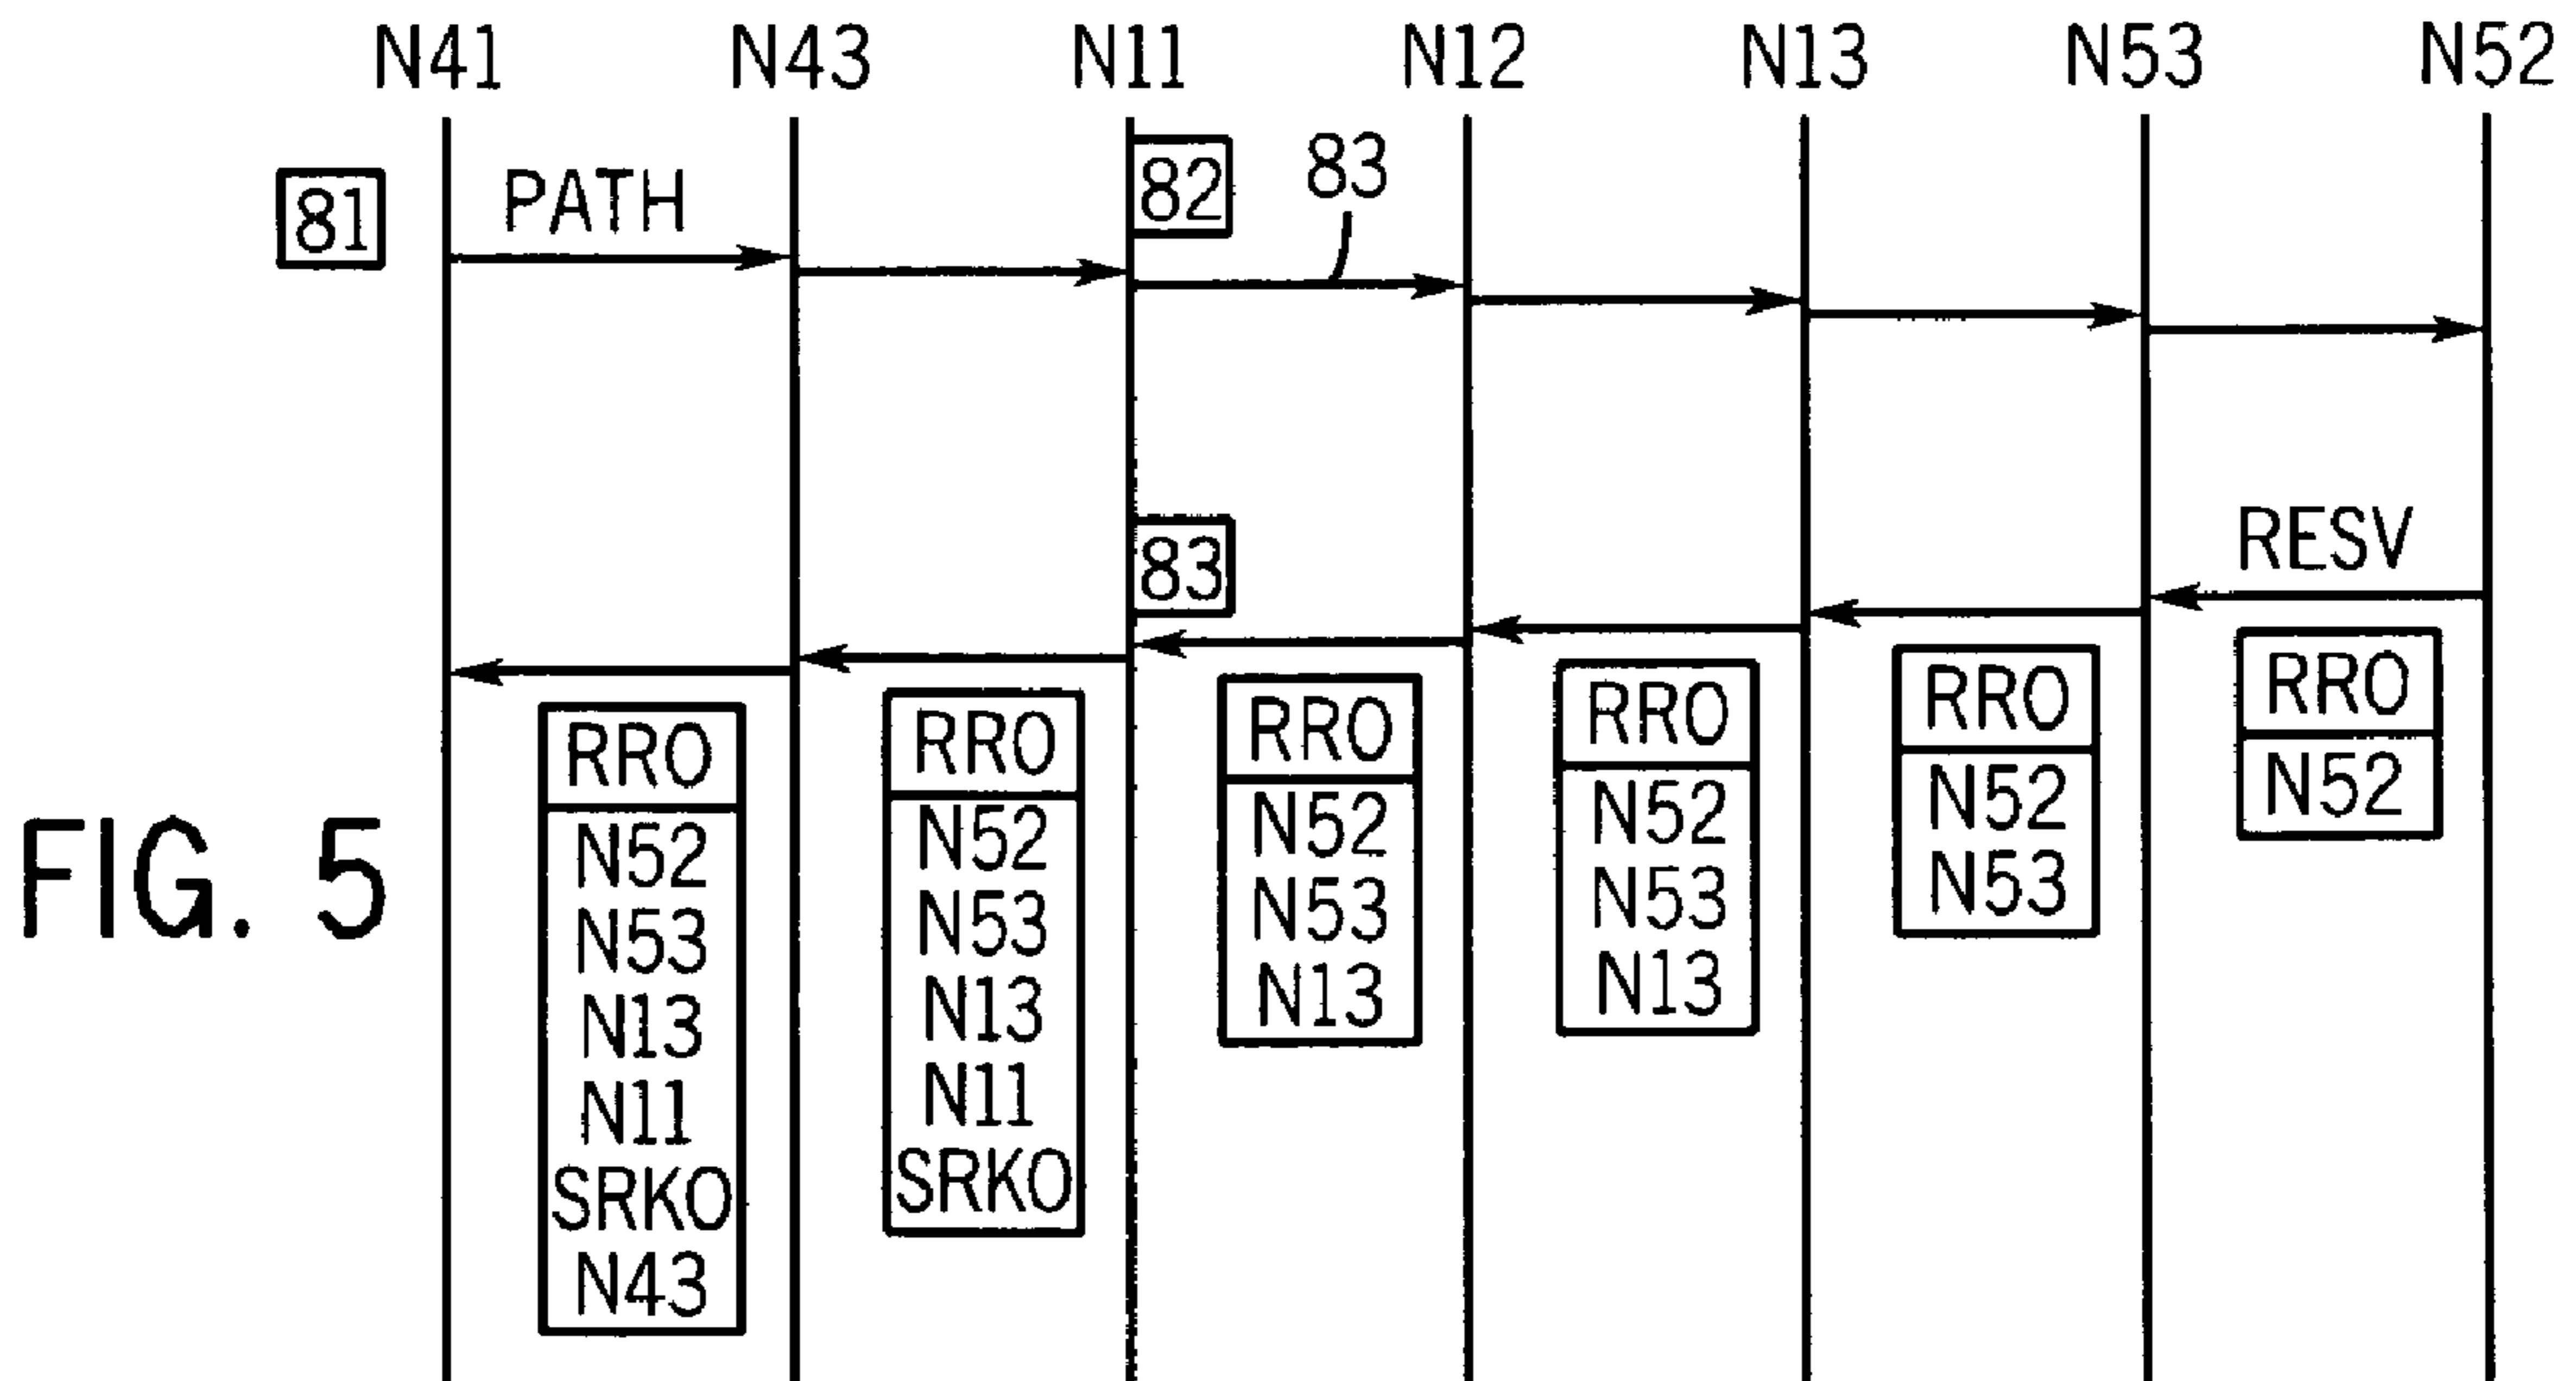 N41 N43 N11 N12 N13 N53 N52
81
PATH
82
83
83
RESV
RRO
N52
N53
N13
N11
SRKO
N43
RRO
N52
N53
N13
N11
SRKO
RRO
N52
N53
N13
RRO
N52
N53
N13
RRO
N52
N53
RRO
N52
FIG. 5